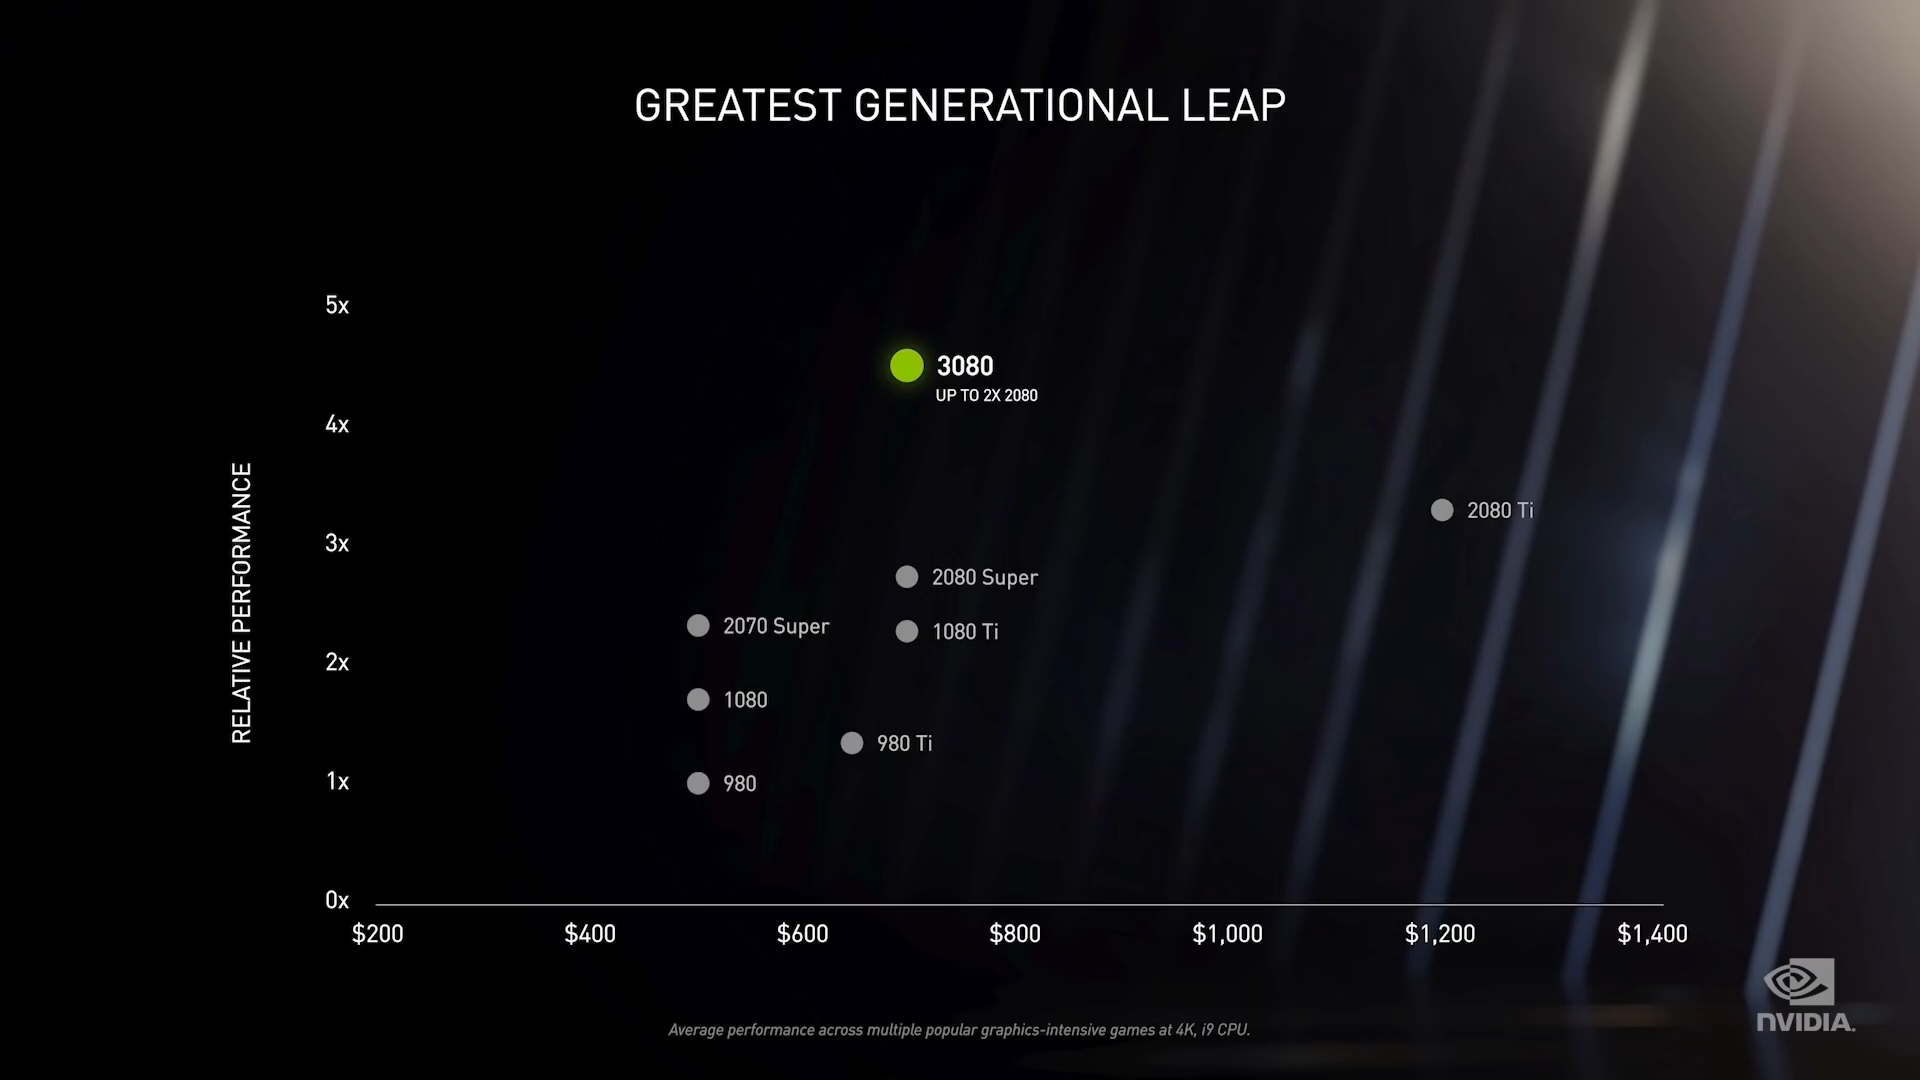 GREATEST GENERATIONAL LEAP
5x
3080
UP TO 2X 2080
4x
RELATIVE PERFORMANCE
2080 Ti
3x
2080 Super
2070 Super
1080 Ti
2x
1080
980 Ti
1x
980
0x
$200 $400 $600 $800 $1,000 $1,200 $1,400
NVIDIA.
Average performance across multiple popular graphics-intensive games at 4K, i9 CPU.